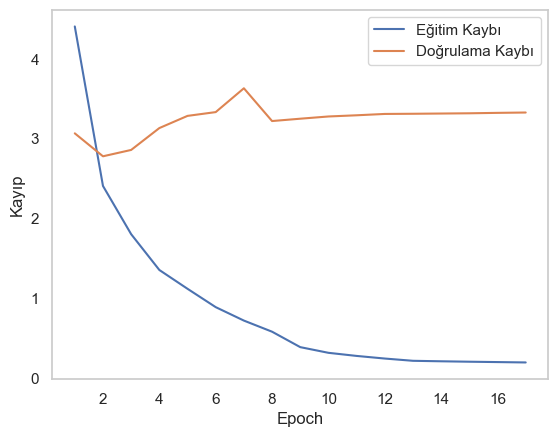 Eğitim Kaybı
Doğrulama Kaybı
4
3
2
1
0
Kayıp
2 4 6 8 10 12 14 16
Epoch